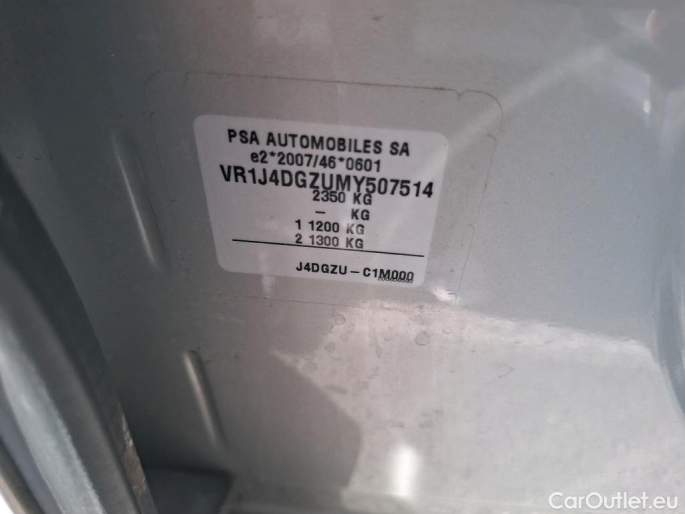 PSA AUTOMOBILES SA
e2*2007/46*0601
VR1J4DGZUMY507514
2350 KG
– KG
1 1200 KG
2 1300 KG
J4DGZU – C1M000
CarOutlet.eu